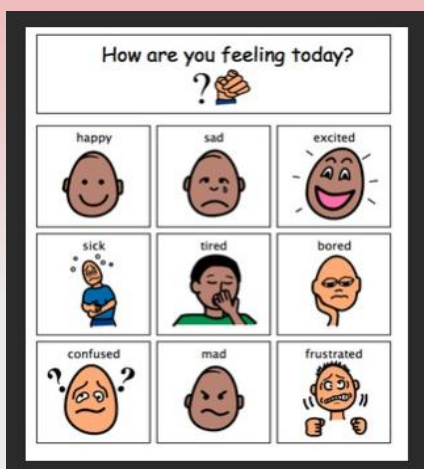 How are you feeling today?
?
happy sad excited
sick tired bored
confused mad frustrated